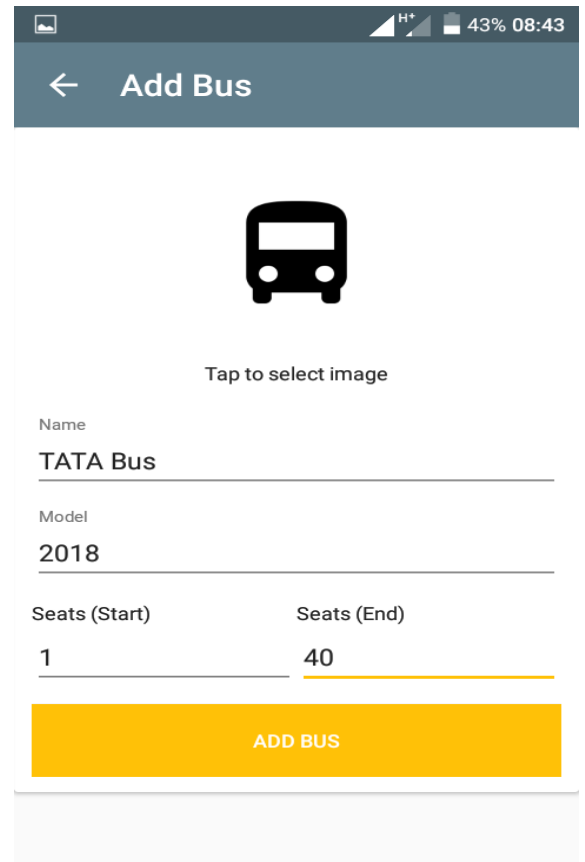 H+ 43% 08:43
Add Bus
Tap to select image
Name
TATA Bus
Model
2018
Seats (Start) Seats (End)
1 40
ADD BUS